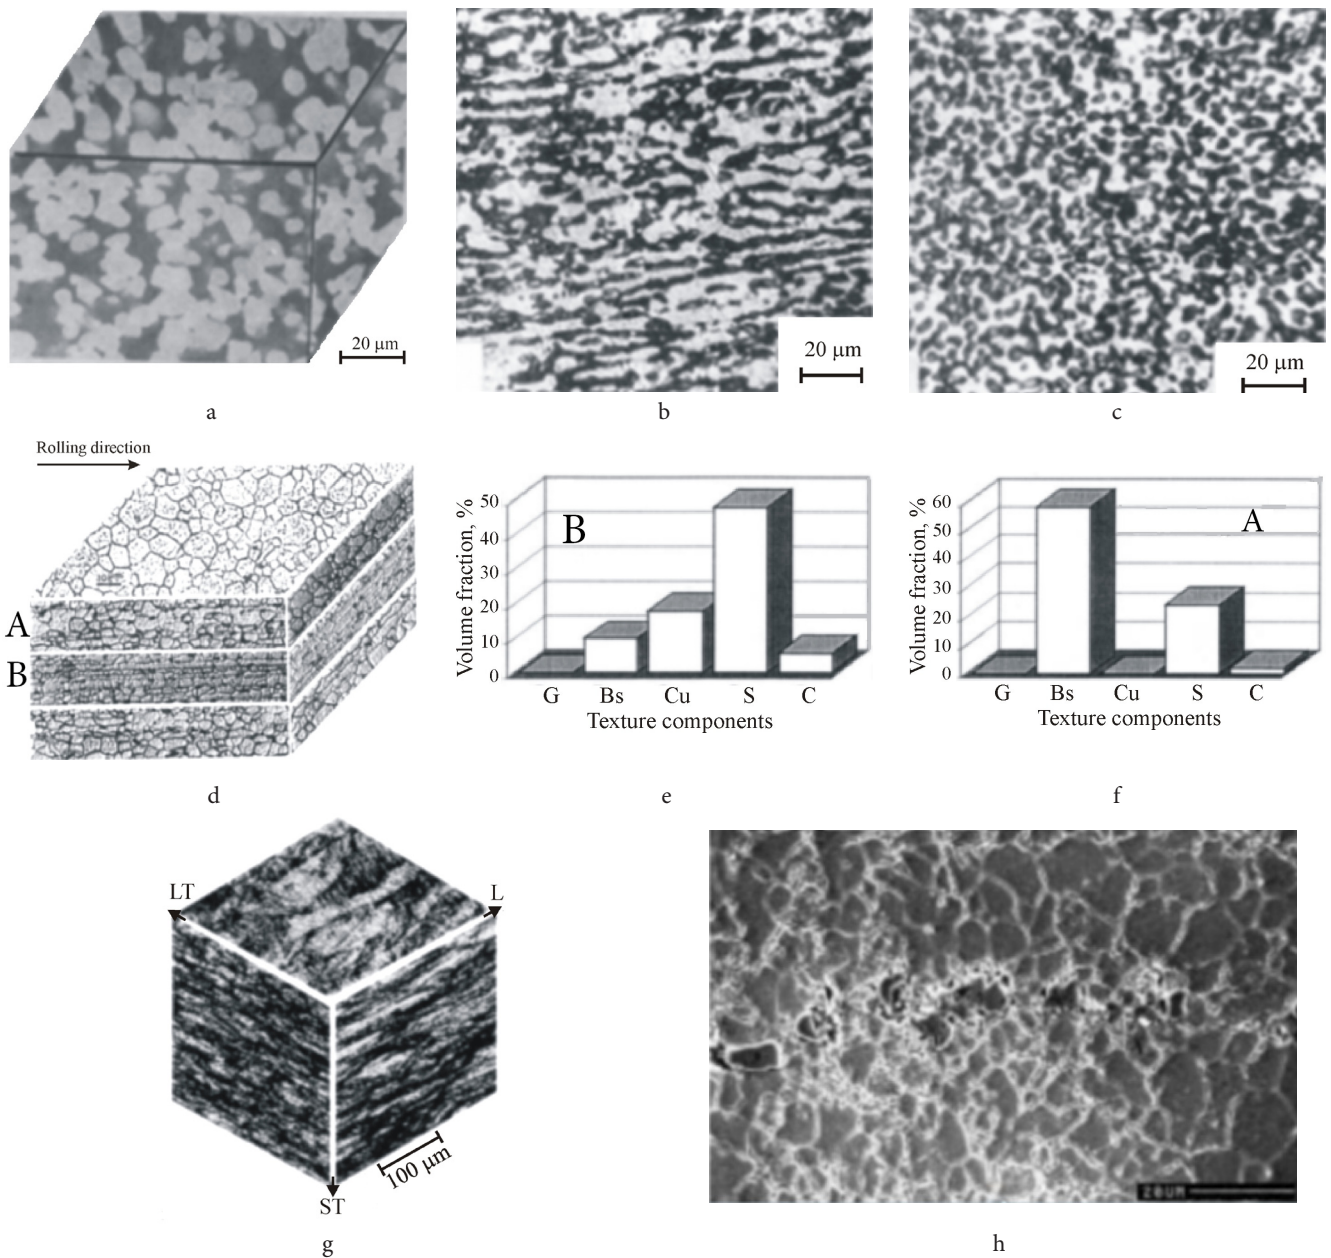 20 μm
20 μm
20 μm
a
b
c
Rolling direction
A
B
d
Volume fraction, %
50
40
30
20
10
0
B
G Bs Cu S C
Texture components
e
Volume fraction, %
60
50
40
30
20
10
0
A
G Bs Cu S C
Texture components
f
LT
L
ST
100 μm
g
20UM
h